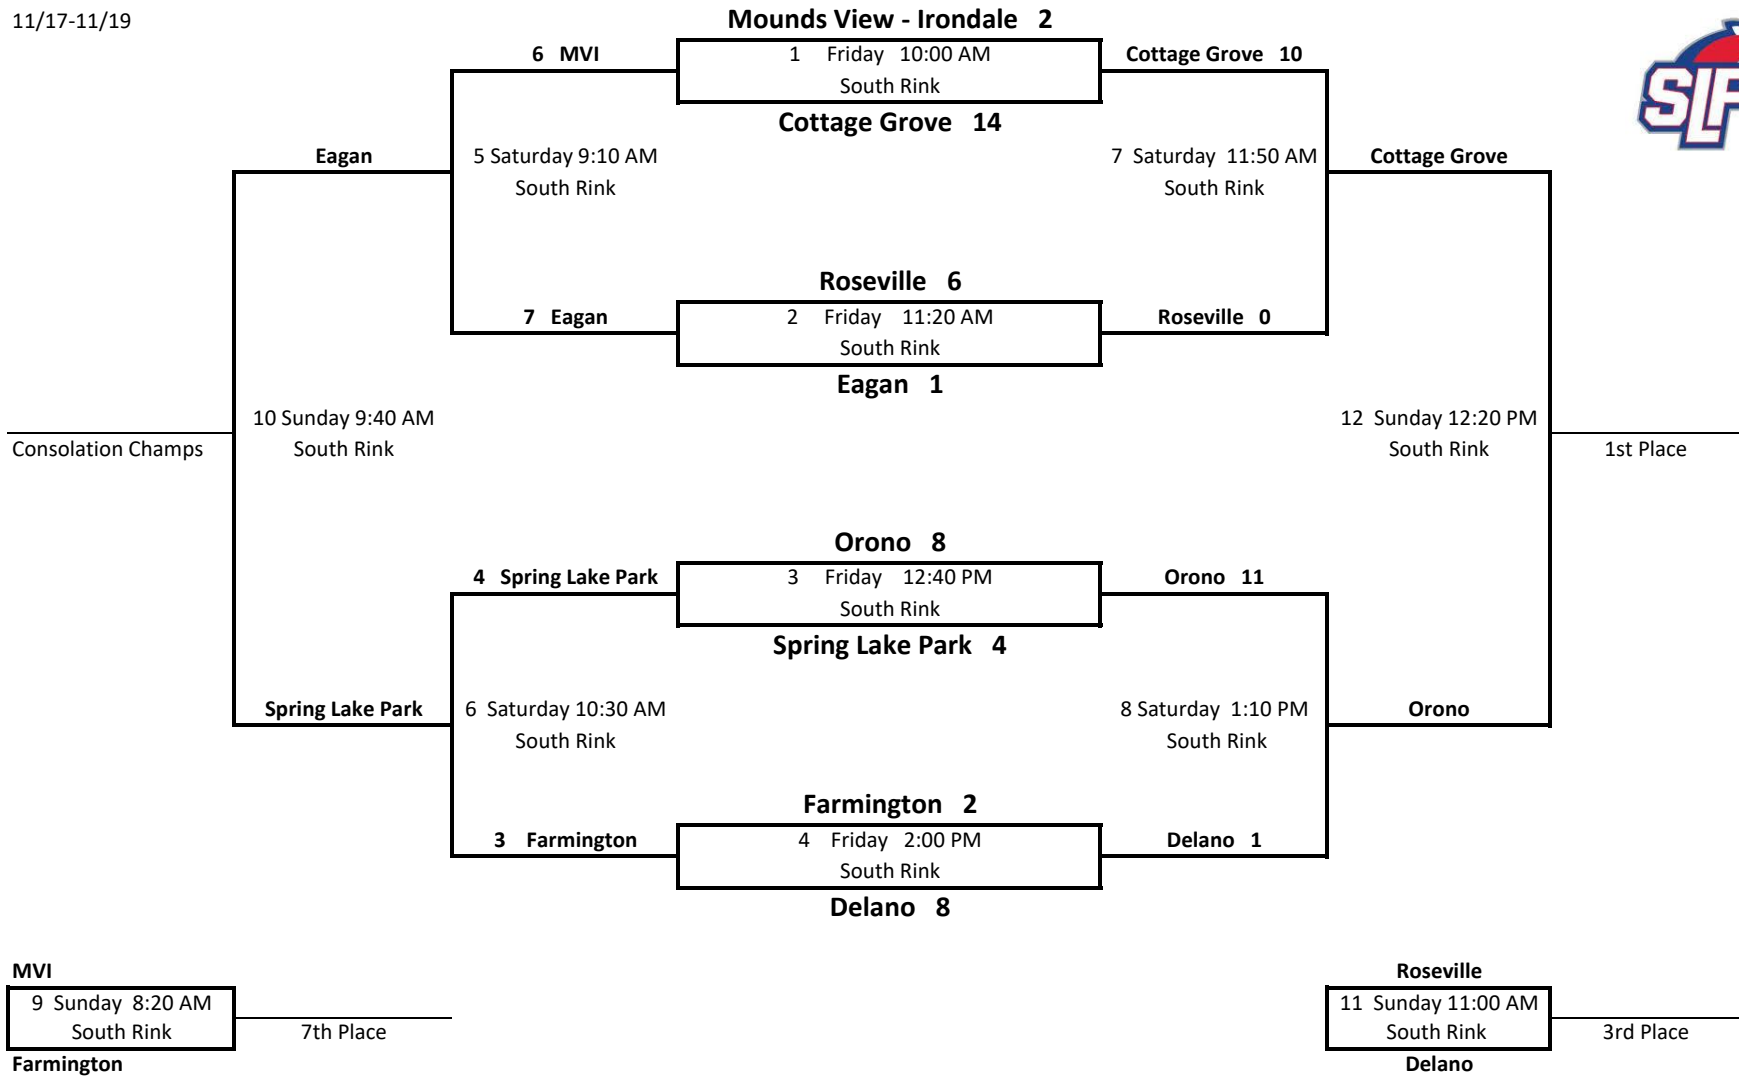 11/17-11/19
Mounds View - Irondale 2
6 MVI
1 Friday 10:00 AM
South Rink
Cottage Grove 10
Cottage Grove 14
Eagan
5 Saturday 9:10 AM
South Rink
7 Saturday 11:50 AM
South Rink
Cottage Grove
Roseville 6
7 Eagan
2 Friday 11:20 AM
South Rink
Roseville 0
Eagan 1
Consolation Champs
10 Sunday 9:40 AM
South Rink
12 Sunday 12:20 PM
South Rink
1st Place
Orono 8
4 Spring Lake Park
3 Friday 12:40 PM
South Rink
Orono 11
Spring Lake Park 4
Spring Lake Park
6 Saturday 10:30 AM
South Rink
8 Saturday 1:10 PM
South Rink
Orono
Farmington 2
3 Farmington
4 Friday 2:00 PM
South Rink
Delano 1
Delano 8
MVI
9 Sunday 8:20 AM
South Rink
Farmington
7th Place
Roseville
11 Sunday 11:00 AM
South Rink
Delano
3rd Place